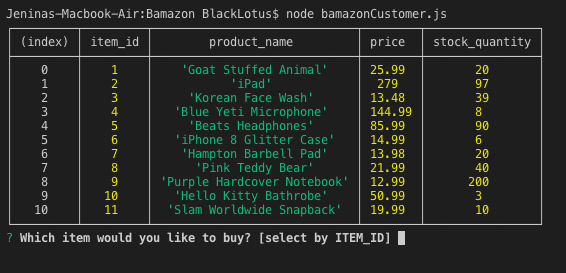 Jeninas-Macbook-Air:Bamazon BlackLotus$ node bamazonCustomer.js
(index) item_id product_name price stock_quantity
0 1 'Goat Stuffed Animal' 25.99 20
1 2 'iPad' 279 97
2 3 'Korean Face Wash' 13.48 39
3 4 'Blue Yeti Microphone' 144.99 8
4 5 'Beats Headphones' 85.99 90
5 6 'iPhone 8 Glitter Case' 14.99 6
6 7 'Hampton Barbell Pad' 13.98 20
7 8 'Pink Teddy Bear' 21.99 40
8 9 'Purple Hardcover Notebook' 12.99 200
9 10 'Hello Kitty Bathrobe' 50.99 3
10 11 'Slam Worldwide Snapback' 19.99 10
? Which item would you like to buy? [select by ITEM_ID]